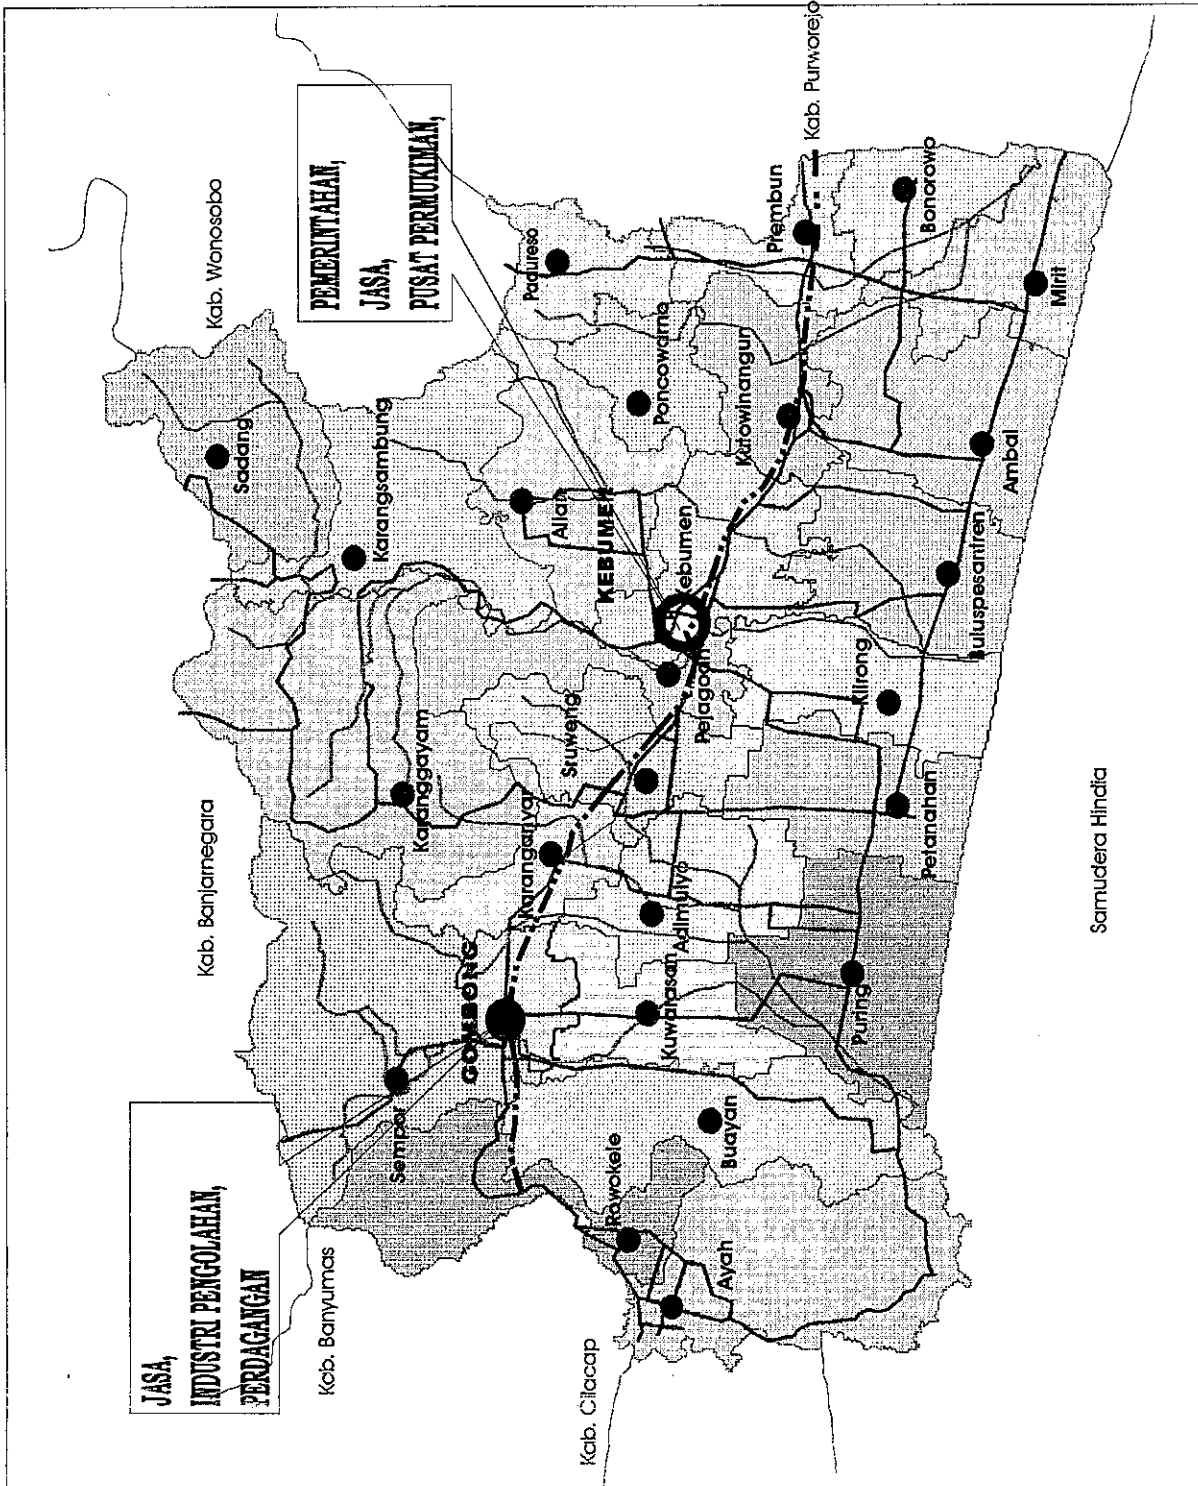 JASA,
INDUSTRI PENGOLAHAN,
PERDAGANGAN
PEMERINTAHAN,
JASA,
PUSAT PERMUKIMAN,
Kab. Banjarnegara
Kab. Wonosobo
Kab. Banyumas
Kab. Cilacap
Kab. Purworejo
Samudera Hindia
Sadang
Karangsambung
Karanggayam
Sempor
GOMBONG
Karanganyar
Sruweng
Pejagoan
KEBUMEN
Kebumen
Alian
Poncowarno
Padureso
Prembun
Kutowinangun
Bonorowo
Mirit
Ambal
Buluspesantren
Klirong
Petanahan
Puring
Adimulyo
Kuwarasan
Buayan
Rowokele
Ayah